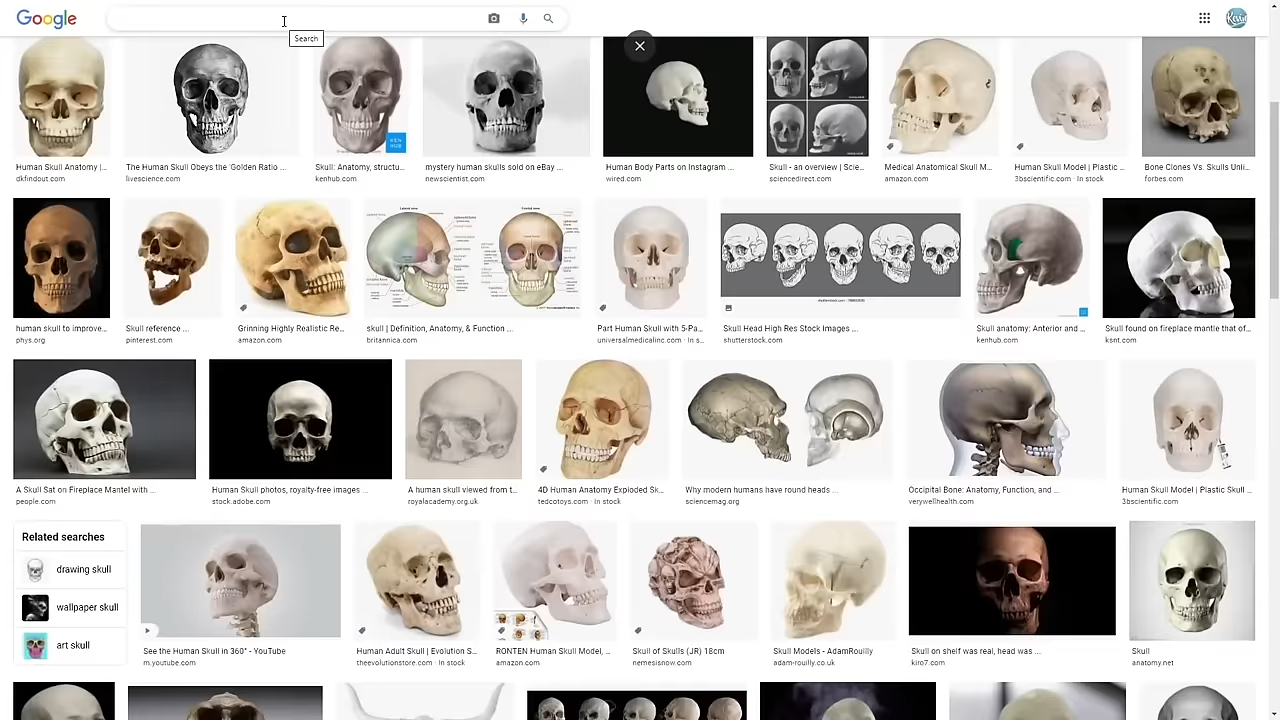 Google
Kevin
Search
Human Skull Anatomy |...
dkfindout.com
The Human Skull Obeys the 'Golden Ratio ...
livescience.com
KEN
HUB
Skull: Anatomy, structu...
kenhub.com
mystery human skulls sold on eBay ...
newscientist.com
Human Body Parts on Instagram ...
wired.com
Skull - an overview | Scie...
sciencedirect.com
Medical Anatomical Skull M...
amazon.com
Human Skull Model | Plastic ...
3bscientific.com · In stock
Bone Clones Vs. Skulls Unli...
forbes.com
human skull to improve...
phys.org
Skull reference ...
pinterest.com
Grinning Highly Realistic Re...
amazon.com
skull | Definition, Anatomy, & Function ...
britannica.com
Part Human Skull with 5-Pa...
universalmedicalinc.com · In s...
Skull Head High Res Stock Images ...
shutterstock.com
Skull anatomy: Anterior and ...
kenhub.com
Skull found on fireplace mantle that of...
ksnt.com
A Skull Sat on Fireplace Mantel with ...
people.com
Human Skull photos, royalty-free images ...
stock.adobe.com
A human skull viewed from t...
royalacademy.org.uk
4D Human Anatomy Exploded Sk...
tedcotoys.com · In stock
Why modern humans have round heads ...
sciencemag.org
Occipital Bone: Anatomy, Function, and ...
verywellhealth.com
Human Skull Model | Plastic Skull ...
3bscientific.com
Related searches
drawing skull
wallpaper skull
art skull
See the Human Skull in 360° - YouTube
m.youtube.com
Human Adult Skull | Evolution S...
theevolutionstore.com · In stock
RONTEN Human Skull Model, ...
amazon.com
Skull of Skulls (JR) 18cm
nemesisnow.com
Skull Models - AdamRouilly
adam-rouilly.co.uk
Skull on shelf was real, head was ...
kiro7.com
Skull
anatomy.net